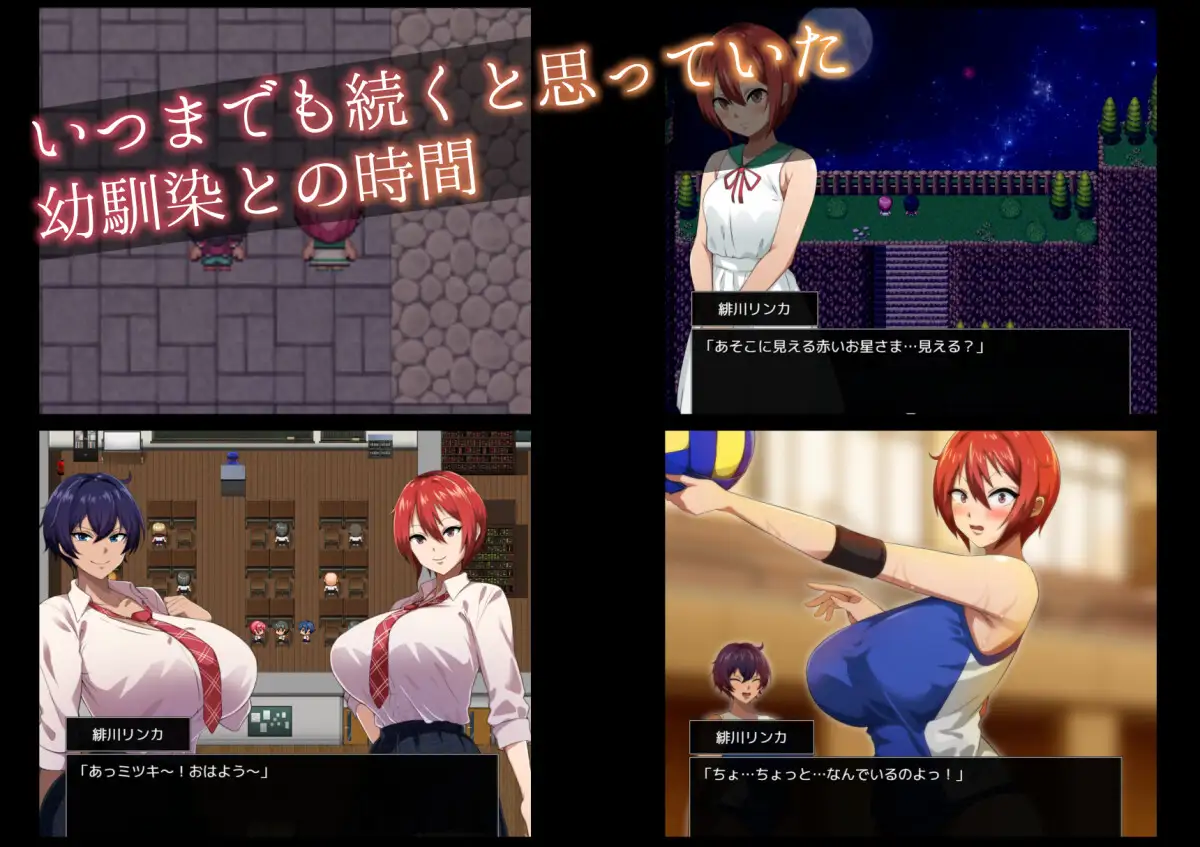 いつまでも続くと思っていた
幼馴染との時間
緋川リンカ
「あそこに見える赤いお星さま…見える？」
緋川リンカ
「あっミツキ～！おはよう～」
緋川リンカ
「ちょ…ちょっと…なんでいるのよっ！」